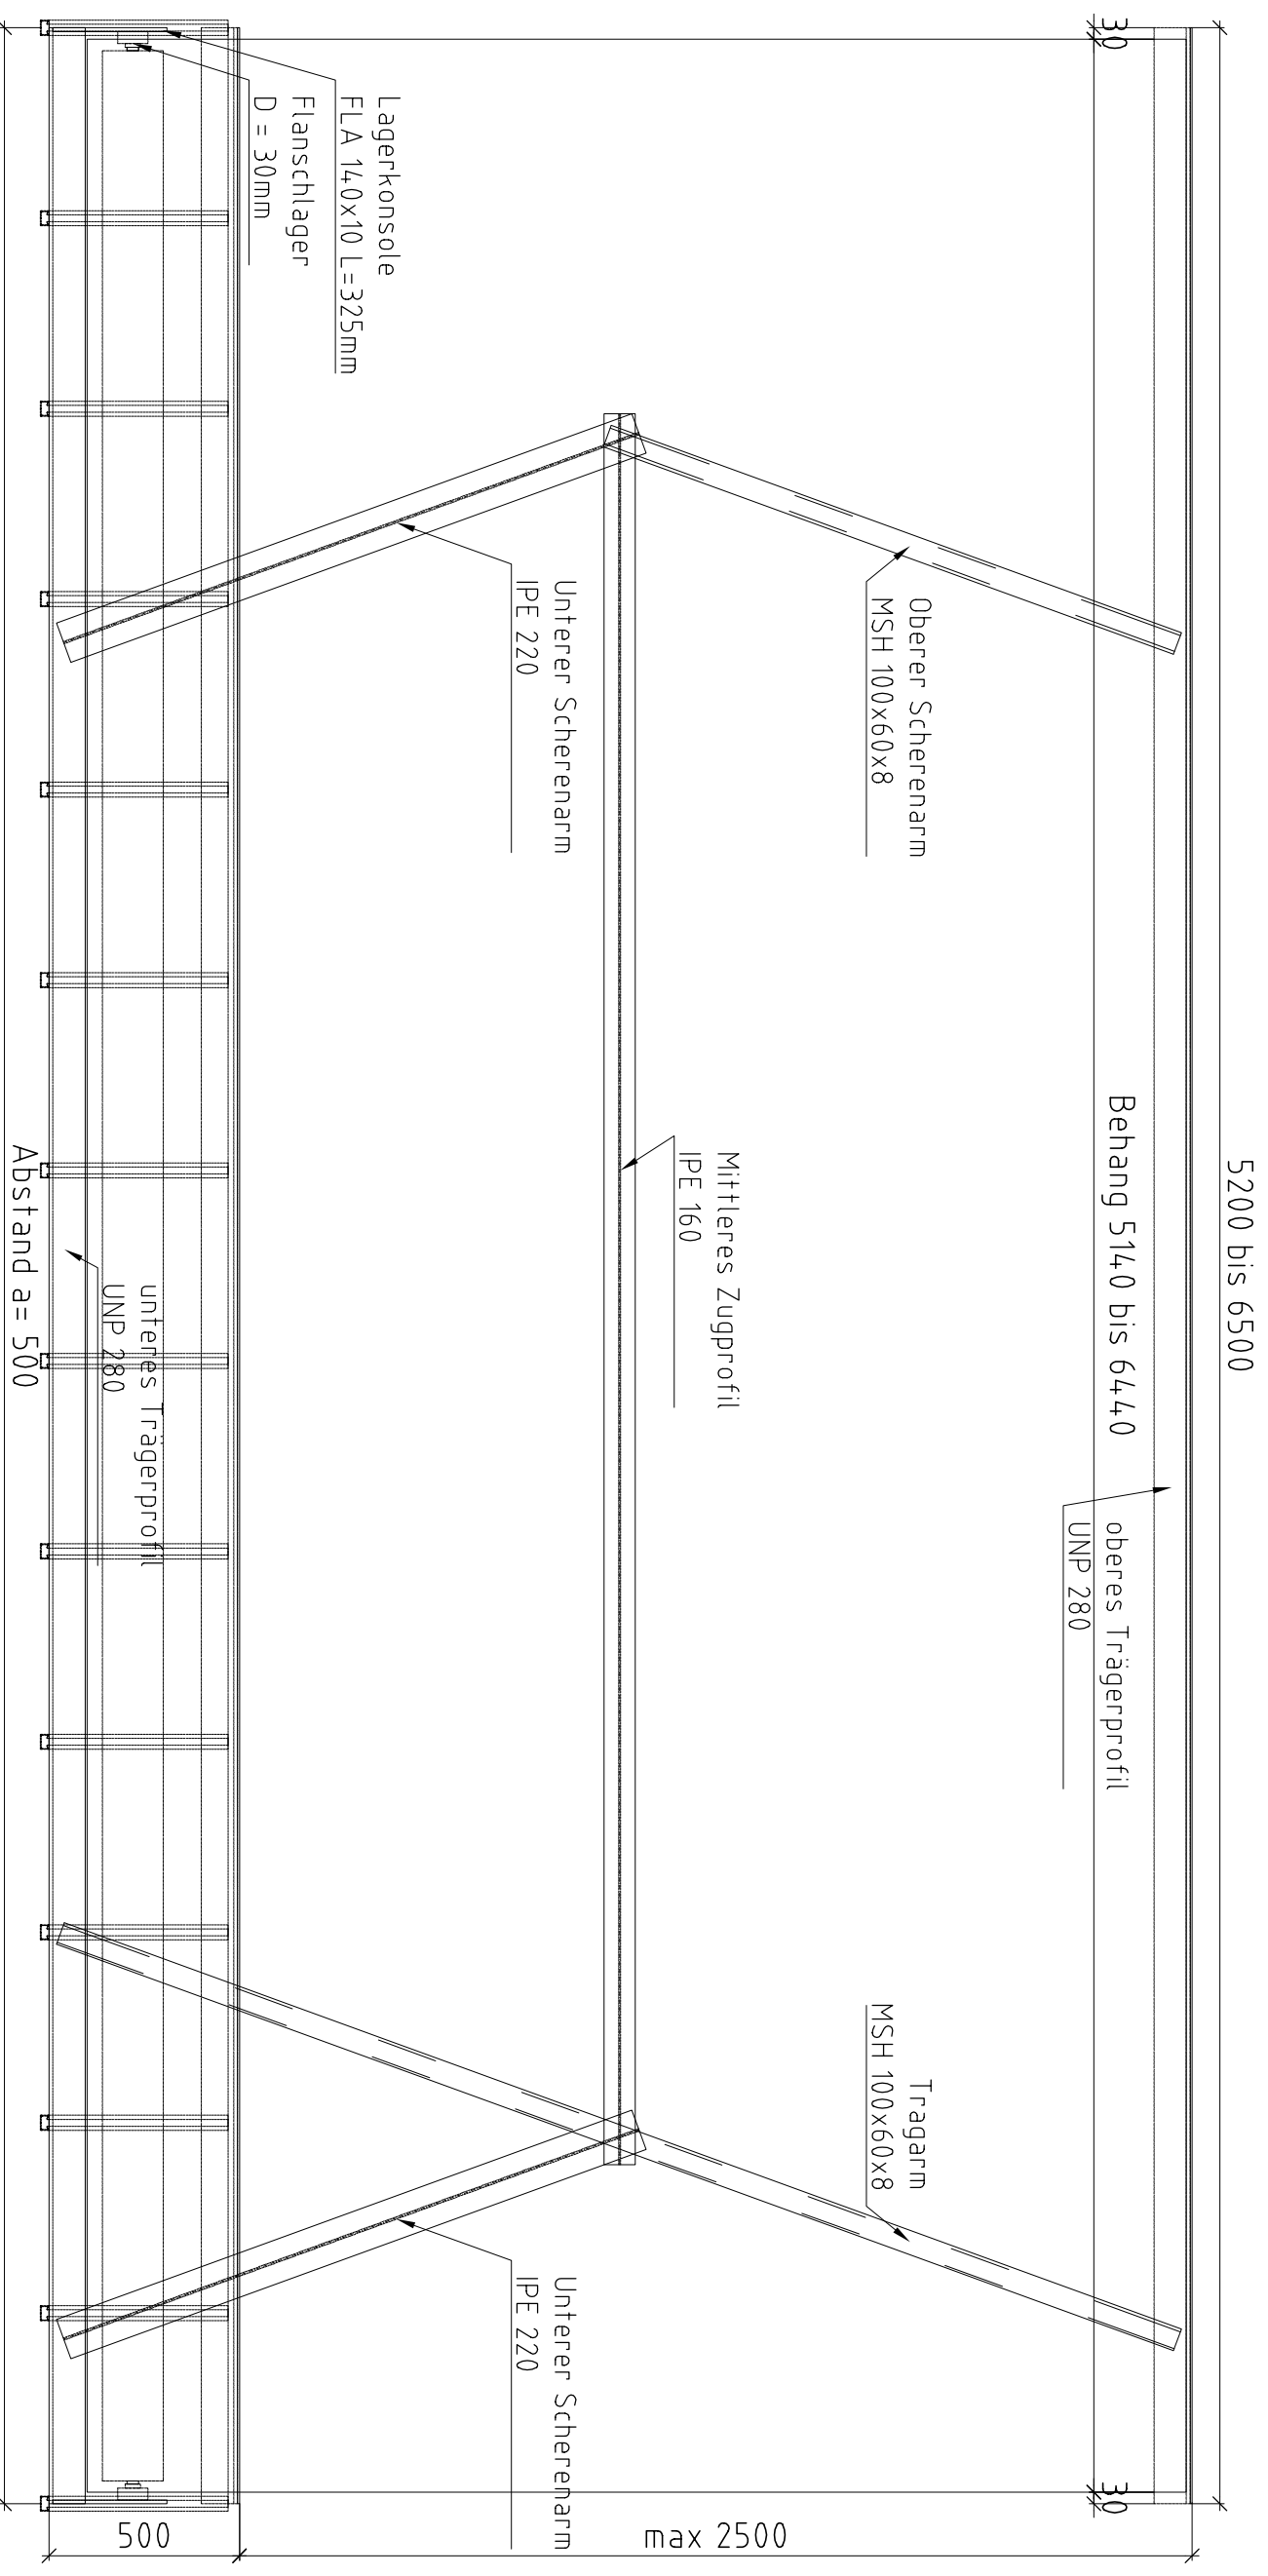 5200 bis 6500
30
Behang 5140 bis 6440
30
oberes Trägerprofil
UNP 280
Oberer Scherenarm
MSH 100x60x8
Tragarm
MSH 100x60x8
Mittleres Zugprofil
IPE 160
Unterer Scherenarm
IPE 220
Unterer Scherenarm
IPE 220
max 2500
Lagerkonsole
FLA 140x10 L=325mm
Flanschlager
D = 30mm
unteres Trägerprofil
UNP 280
500
Abstand a= 500